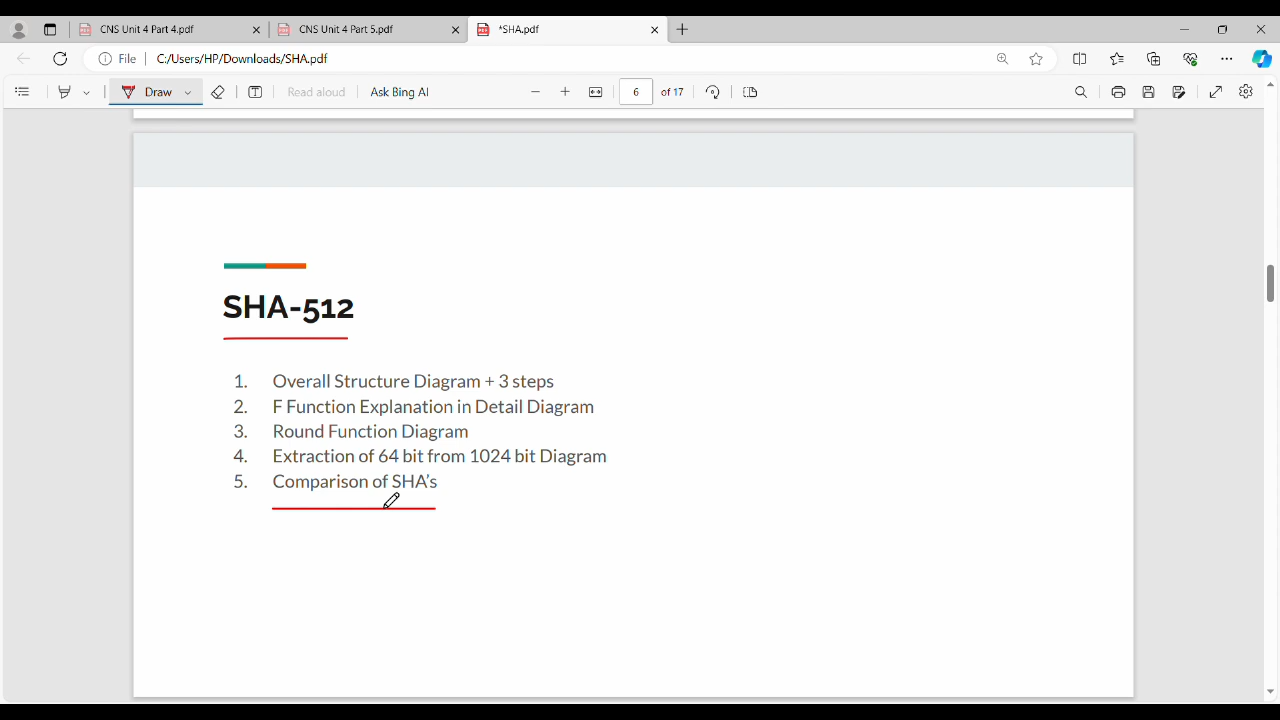 CNS Unit 4 Part 4.pdf
CNS Unit 4 Part 5.pdf
*SHA.pdf
File
C:/Users/HP/Downloads/SHA.pdf
Draw
Read aloud
Ask Bing AI
6
of 17
SHA-512
1. Overall Structure Diagram + 3 steps
2. F Function Explanation in Detail Diagram
3. Round Function Diagram
4. Extraction of 64 bit from 1024 bit Diagram
5. Comparison of SHA's